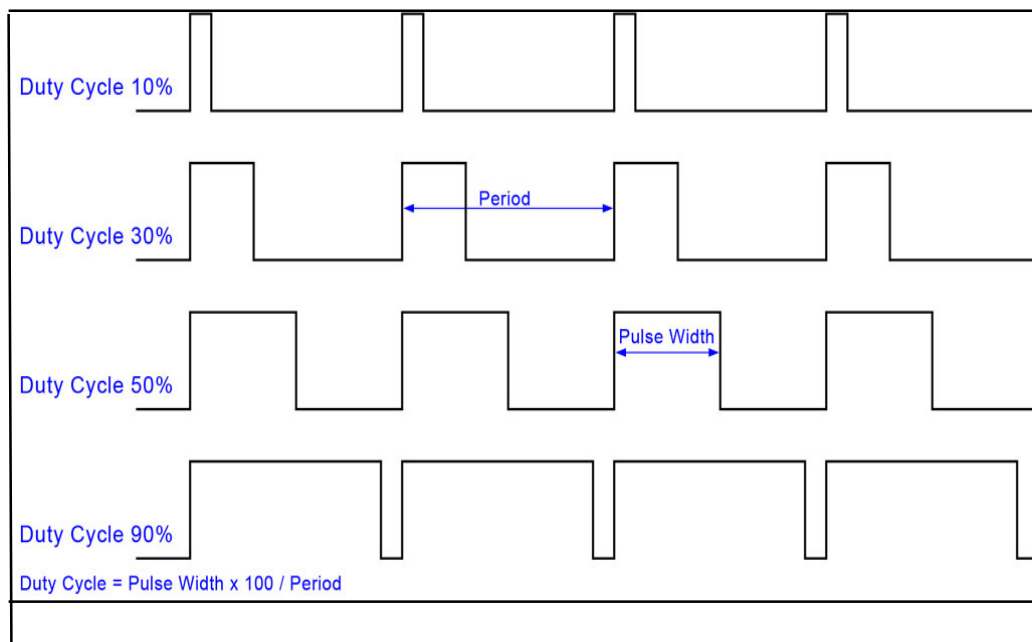 Duty Cycle 10%
Period
Duty Cycle 30%
Pulse Width
Duty Cycle 50%
Duty Cycle 90%
Duty Cycle = Pulse Width x 100 / Period